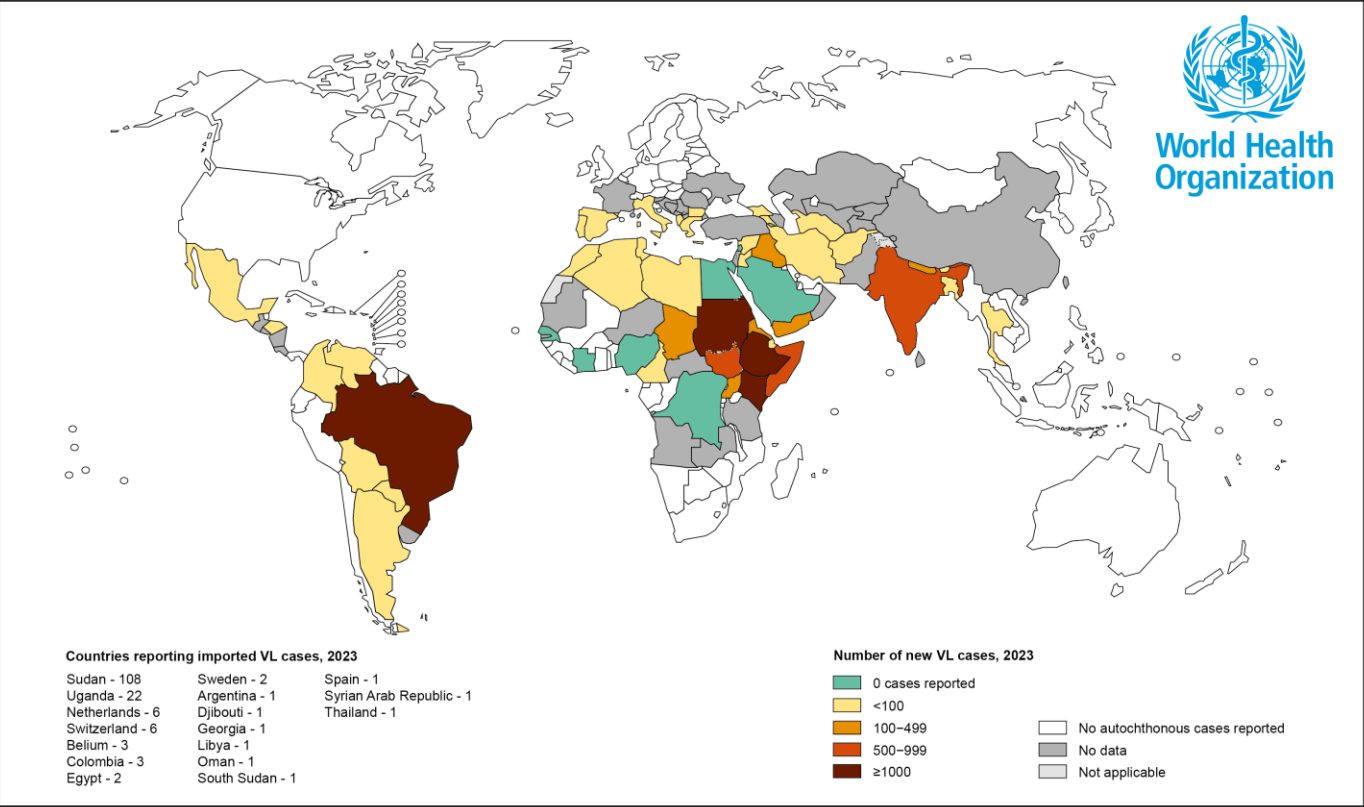 World Health
Organization
Countries reporting imported VL cases, 2023
Sudan - 108
Uganda - 22
Netherlands - 6
Switzerland - 6
Belium - 3
Colombia - 3
Egypt - 2
Sweden - 2
Argentina - 1
Djibouti - 1
Georgia - 1
Libya - 1
Oman - 1
South Sudan - 1
Spain - 1
Syrian Arab Republic - 1
Thailand - 1
Number of new VL cases, 2023
0 cases reported
<100
100−499
500−999
≥1000
No autochthonous cases reported
No data
Not applicable